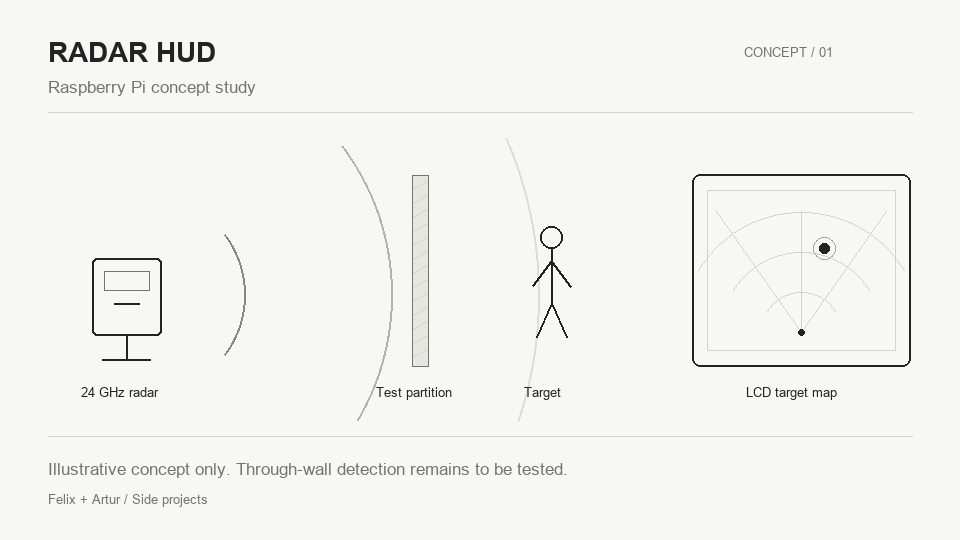 RADAR HUD
CONCEPT / 01
Raspberry Pi concept study
24 GHz radar
Test partition
Target
LCD target map
Illustrative concept only. Through-wall detection remains to be tested.
Felix + Artur / Side projects